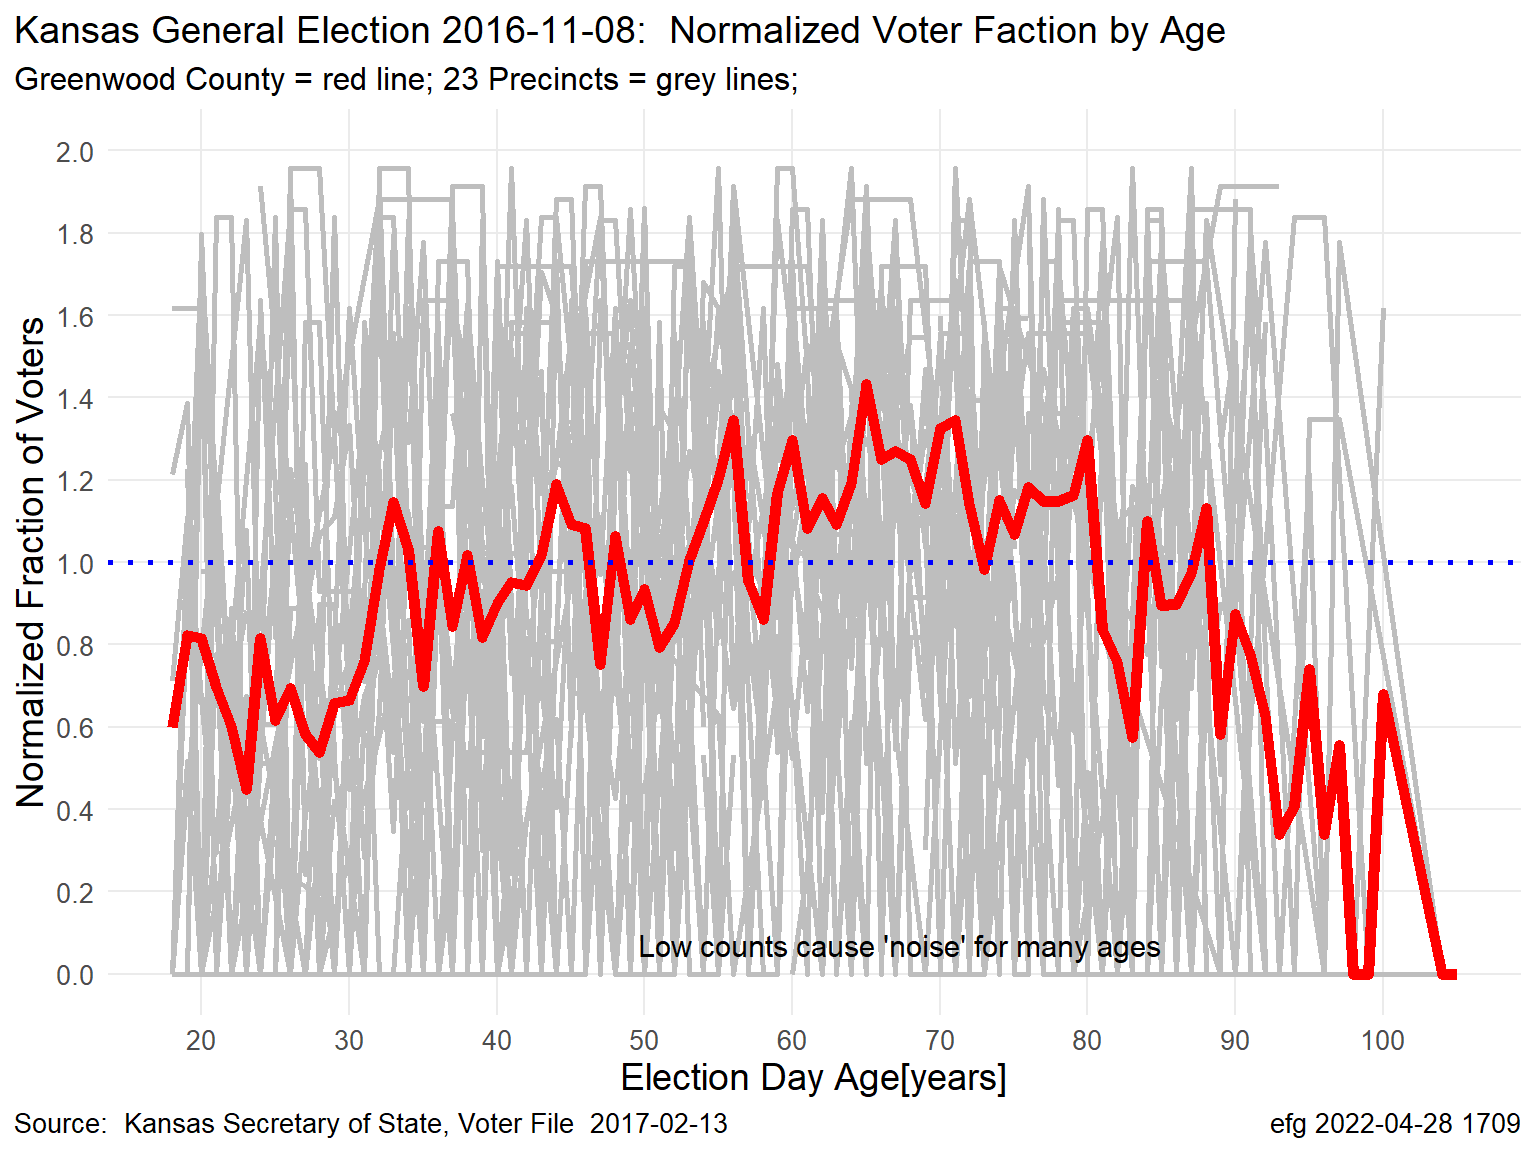 Kansas General Election 2016-11-08:  Normalized Voter Faction by Age
Greenwood County = red line; 23 Precincts = grey lines;
Normalized Fraction of Voters
2.0
1.8
1.6
1.4
1.2
1.0
0.8
0.6
0.4
0.2
0.0
Low counts cause 'noise' for many ages
20 30 40 50 60 70 80 90 100
Election Day Age[years]
Source:  Kansas Secretary of State, Voter File  2017-02-13
efg 2022-04-28 1709